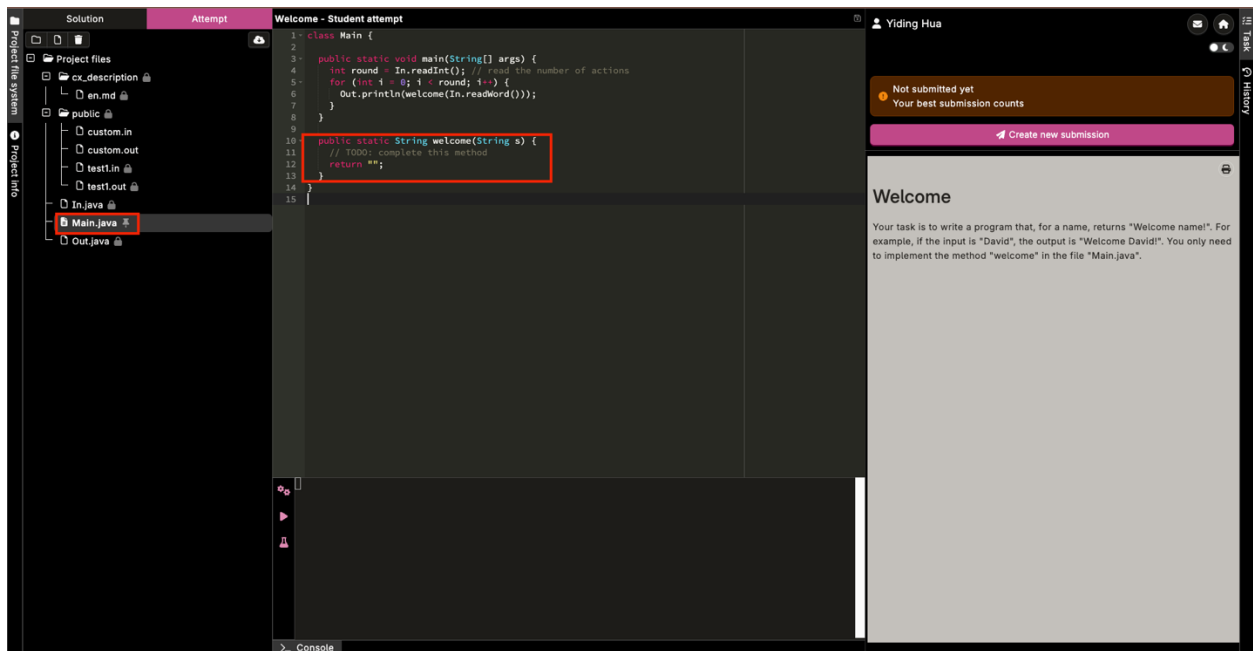 Solution
Attempt
Project file system
Project info
Project files
cx_description
en.md
public
custom.in
custom.out
test1.in
test1.out
In.java
Main.java
Out.java
Welcome - Student attempt
1 class Main {
2
3 public static void main(String[] args) {
4 int round = In.readInt(); // read the number of actions
5 for (int i = 0; i < round; i++) {
6 Out.println(welcome(In.readWord()));
7 }
8 }
9
10 public static String welcome(String s) {
11 // TODO: complete this method
12 return "";
13 }
14 }
15
>_ Console
Yiding Hua
Not submitted yet
Your best submission counts
Create new submission
Welcome
Your task is to write a program that, for a name, returns "Welcome name!". For
example, if the input is "David", the output is "Welcome David!". You only need
to implement the method "welcome" in the file "Main.java".
Task
History